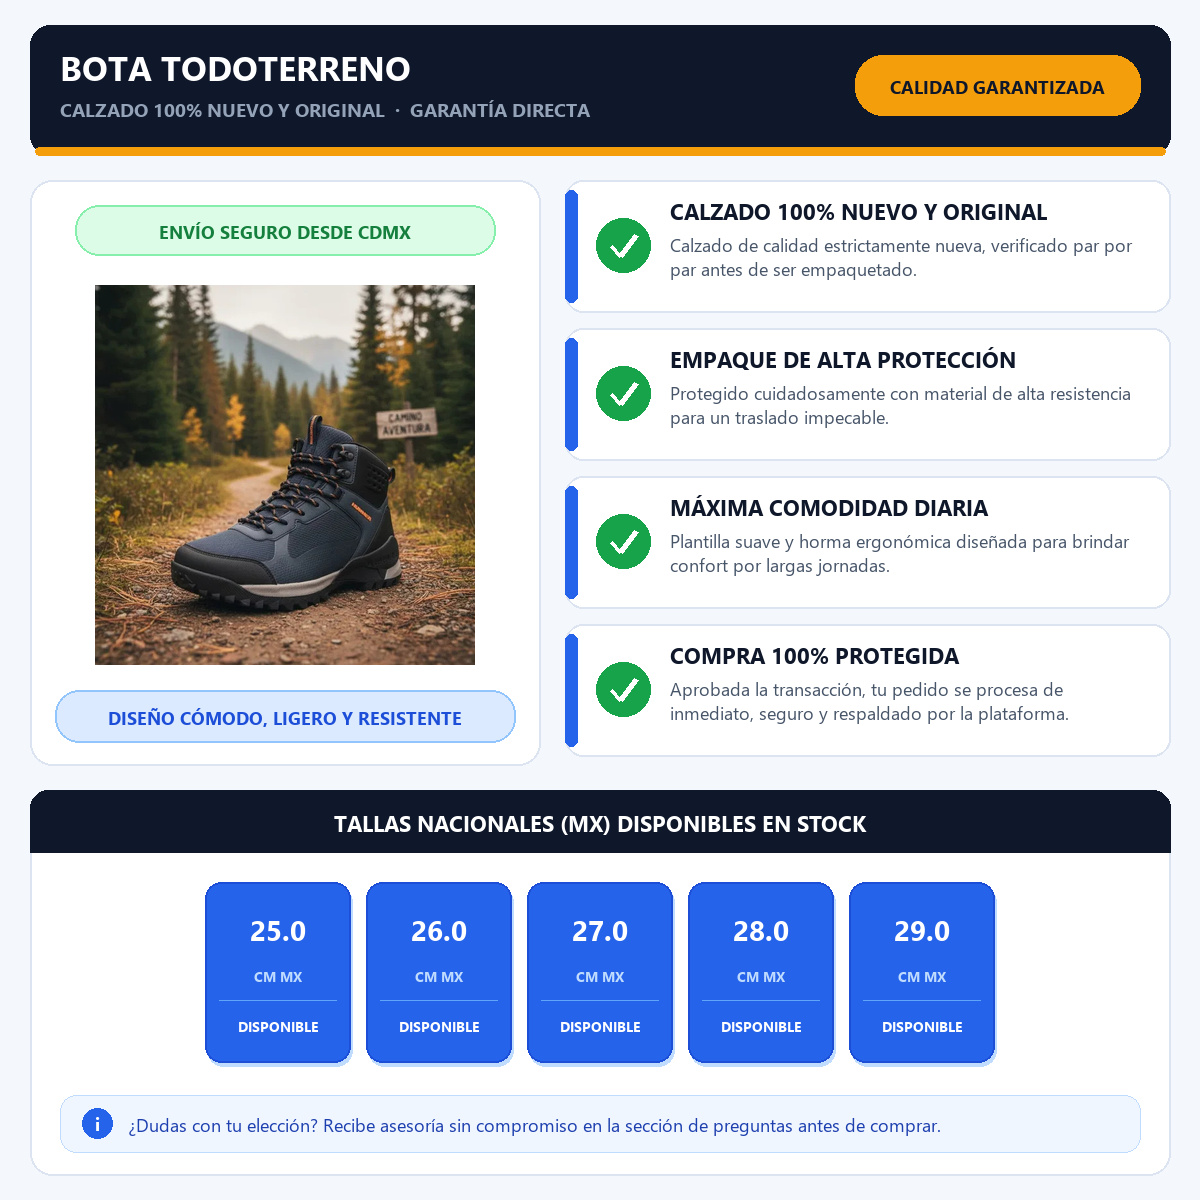 BOTA TODOTERRENO
CALZADO 100% NUEVO Y ORIGINAL · GARANTÍA DIRECTA
CALIDAD GARANTIZADA
ENVÍO SEGURO DESDE CDMX
CAMINO
AVENTURA
DISEÑO CÓMODO, LIGERO Y RESISTENTE
CALZADO 100% NUEVO Y ORIGINAL
Calzado de calidad estrictamente nueva, verificado par por
par antes de ser empaquetado.
EMPAQUE DE ALTA PROTECCIÓN
Protegido cuidadosamente con material de alta resistencia
para un traslado impecable.
MÁXIMA COMODIDAD DIARIA
Plantilla suave y horma ergonómica diseñada para brindar
confort por largas jornadas.
COMPRA 100% PROTEGIDA
Aprobada la transacción, tu pedido se procesa de
inmediato, seguro y respaldado por la plataforma.
TALLAS NACIONALES (MX) DISPONIBLES EN STOCK
25.0
CM MX
DISPONIBLE
26.0
CM MX
DISPONIBLE
27.0
CM MX
DISPONIBLE
28.0
CM MX
DISPONIBLE
29.0
CM MX
DISPONIBLE
i
¿Dudas con tu elección? Recibe asesoría sin compromiso en la sección de preguntas antes de comprar.